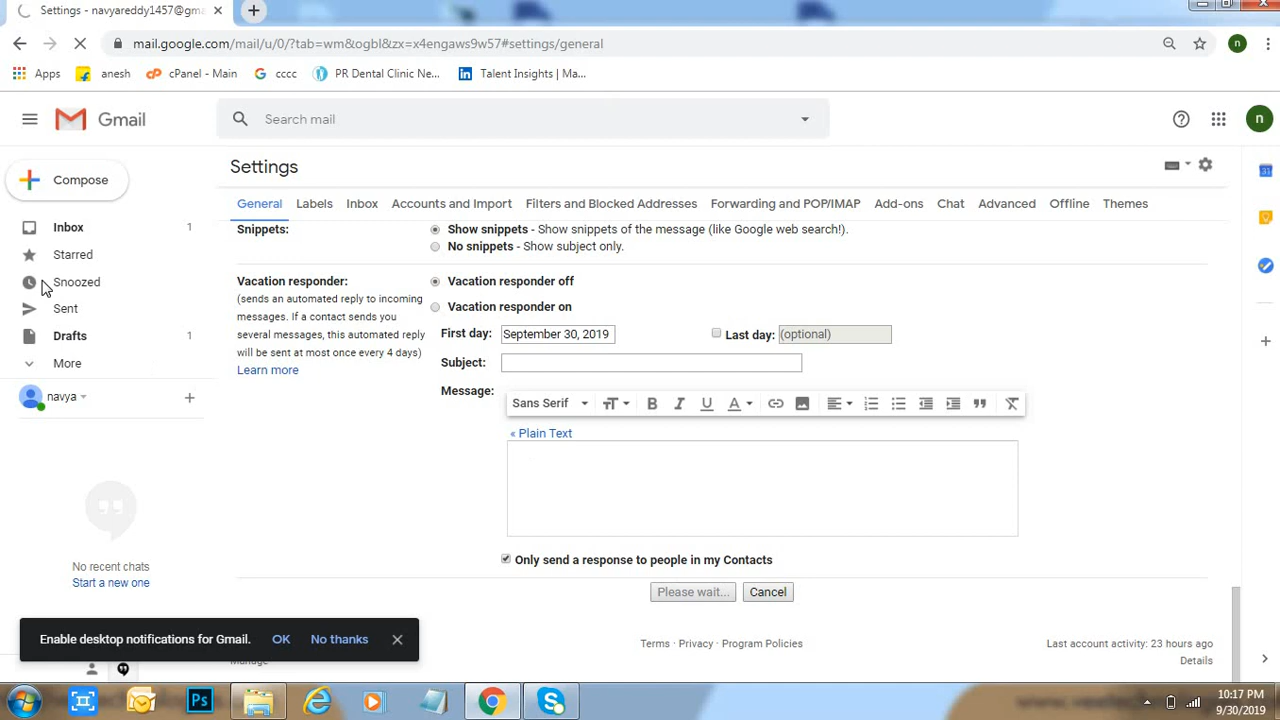 Settings - navyareddy1457@gma
mail.google.com/mail/u/0/?tab=wm&ogbl&zx=x4engaws9w57#settings/general
n
Apps anesh cPanel - Main cccc PR Dental Clinic Ne... Talent Insights | Ma...
Gmail
Search mail
n
Compose
Settings
General Labels Inbox Accounts and Import Filters and Blocked Addresses Forwarding and POP/IMAP Add-ons Chat Advanced Offline Themes
Inbox 1
Starred
Snoozed
Sent
Drafts 1
More
navya
No recent chats
Start a new one
Snippets:
Show snippets - Show snippets of the message (like Google web search!).
No snippets - Show subject only.
Vacation responder:
(sends an automated reply to incoming
messages. If a contact sends you
several messages, this automated reply
will be sent at most once every 4 days)
Learn more
Vacation responder off
Vacation responder on
First day: September 30, 2019 Last day: (optional)
Subject:
Message:
Sans Serif
« Plain Text
Only send a response to people in my Contacts
Please wait... Cancel
Enable desktop notifications for Gmail. OK No thanks
Terms · Privacy · Program Policies
Last account activity: 23 hours ago
Details
Manage
31
Ps
10:17 PM
9/30/2019